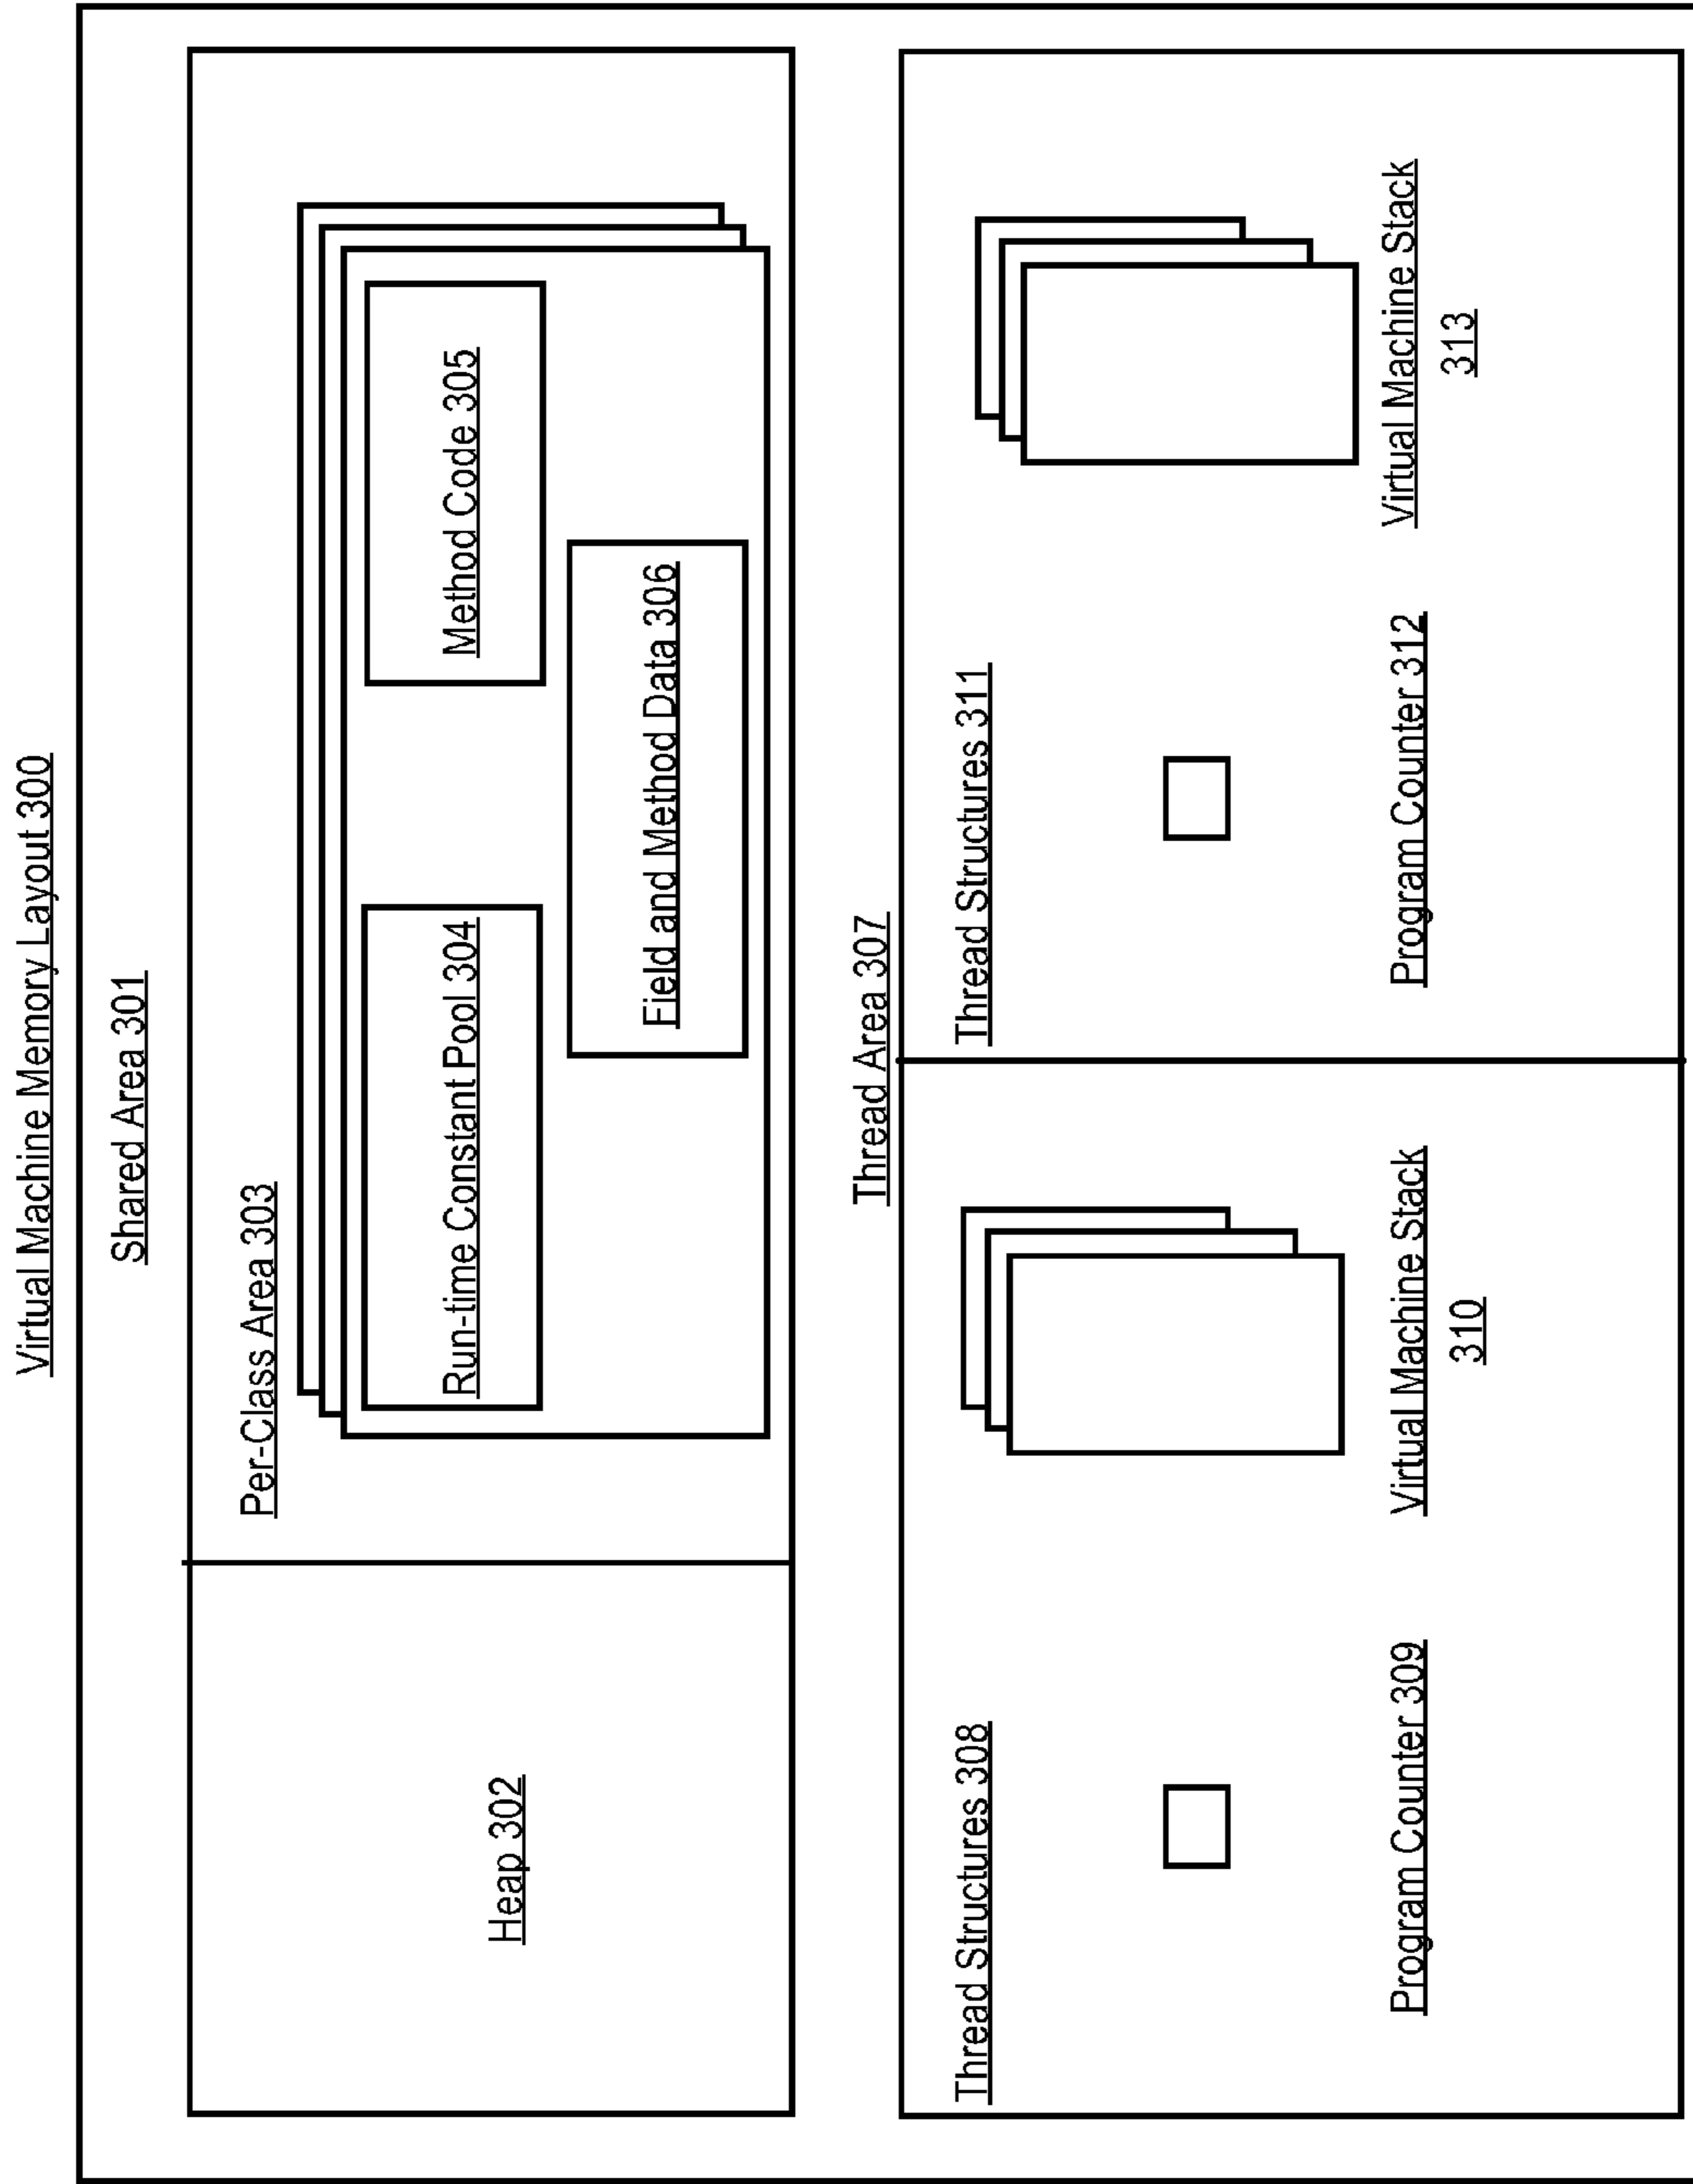 Virtual Machine Memory Layout 300
Shared Area 301
Heap 302
Per-Class Area 303
Run-time Constant Pool 304
Method Code 305
Field and Method Data 306
Thread Area 307
Thread Structures 308
Program Counter 309
Virtual Machine Stack
310
Thread Structures 311
Program Counter 312
Virtual Machine Stack
313